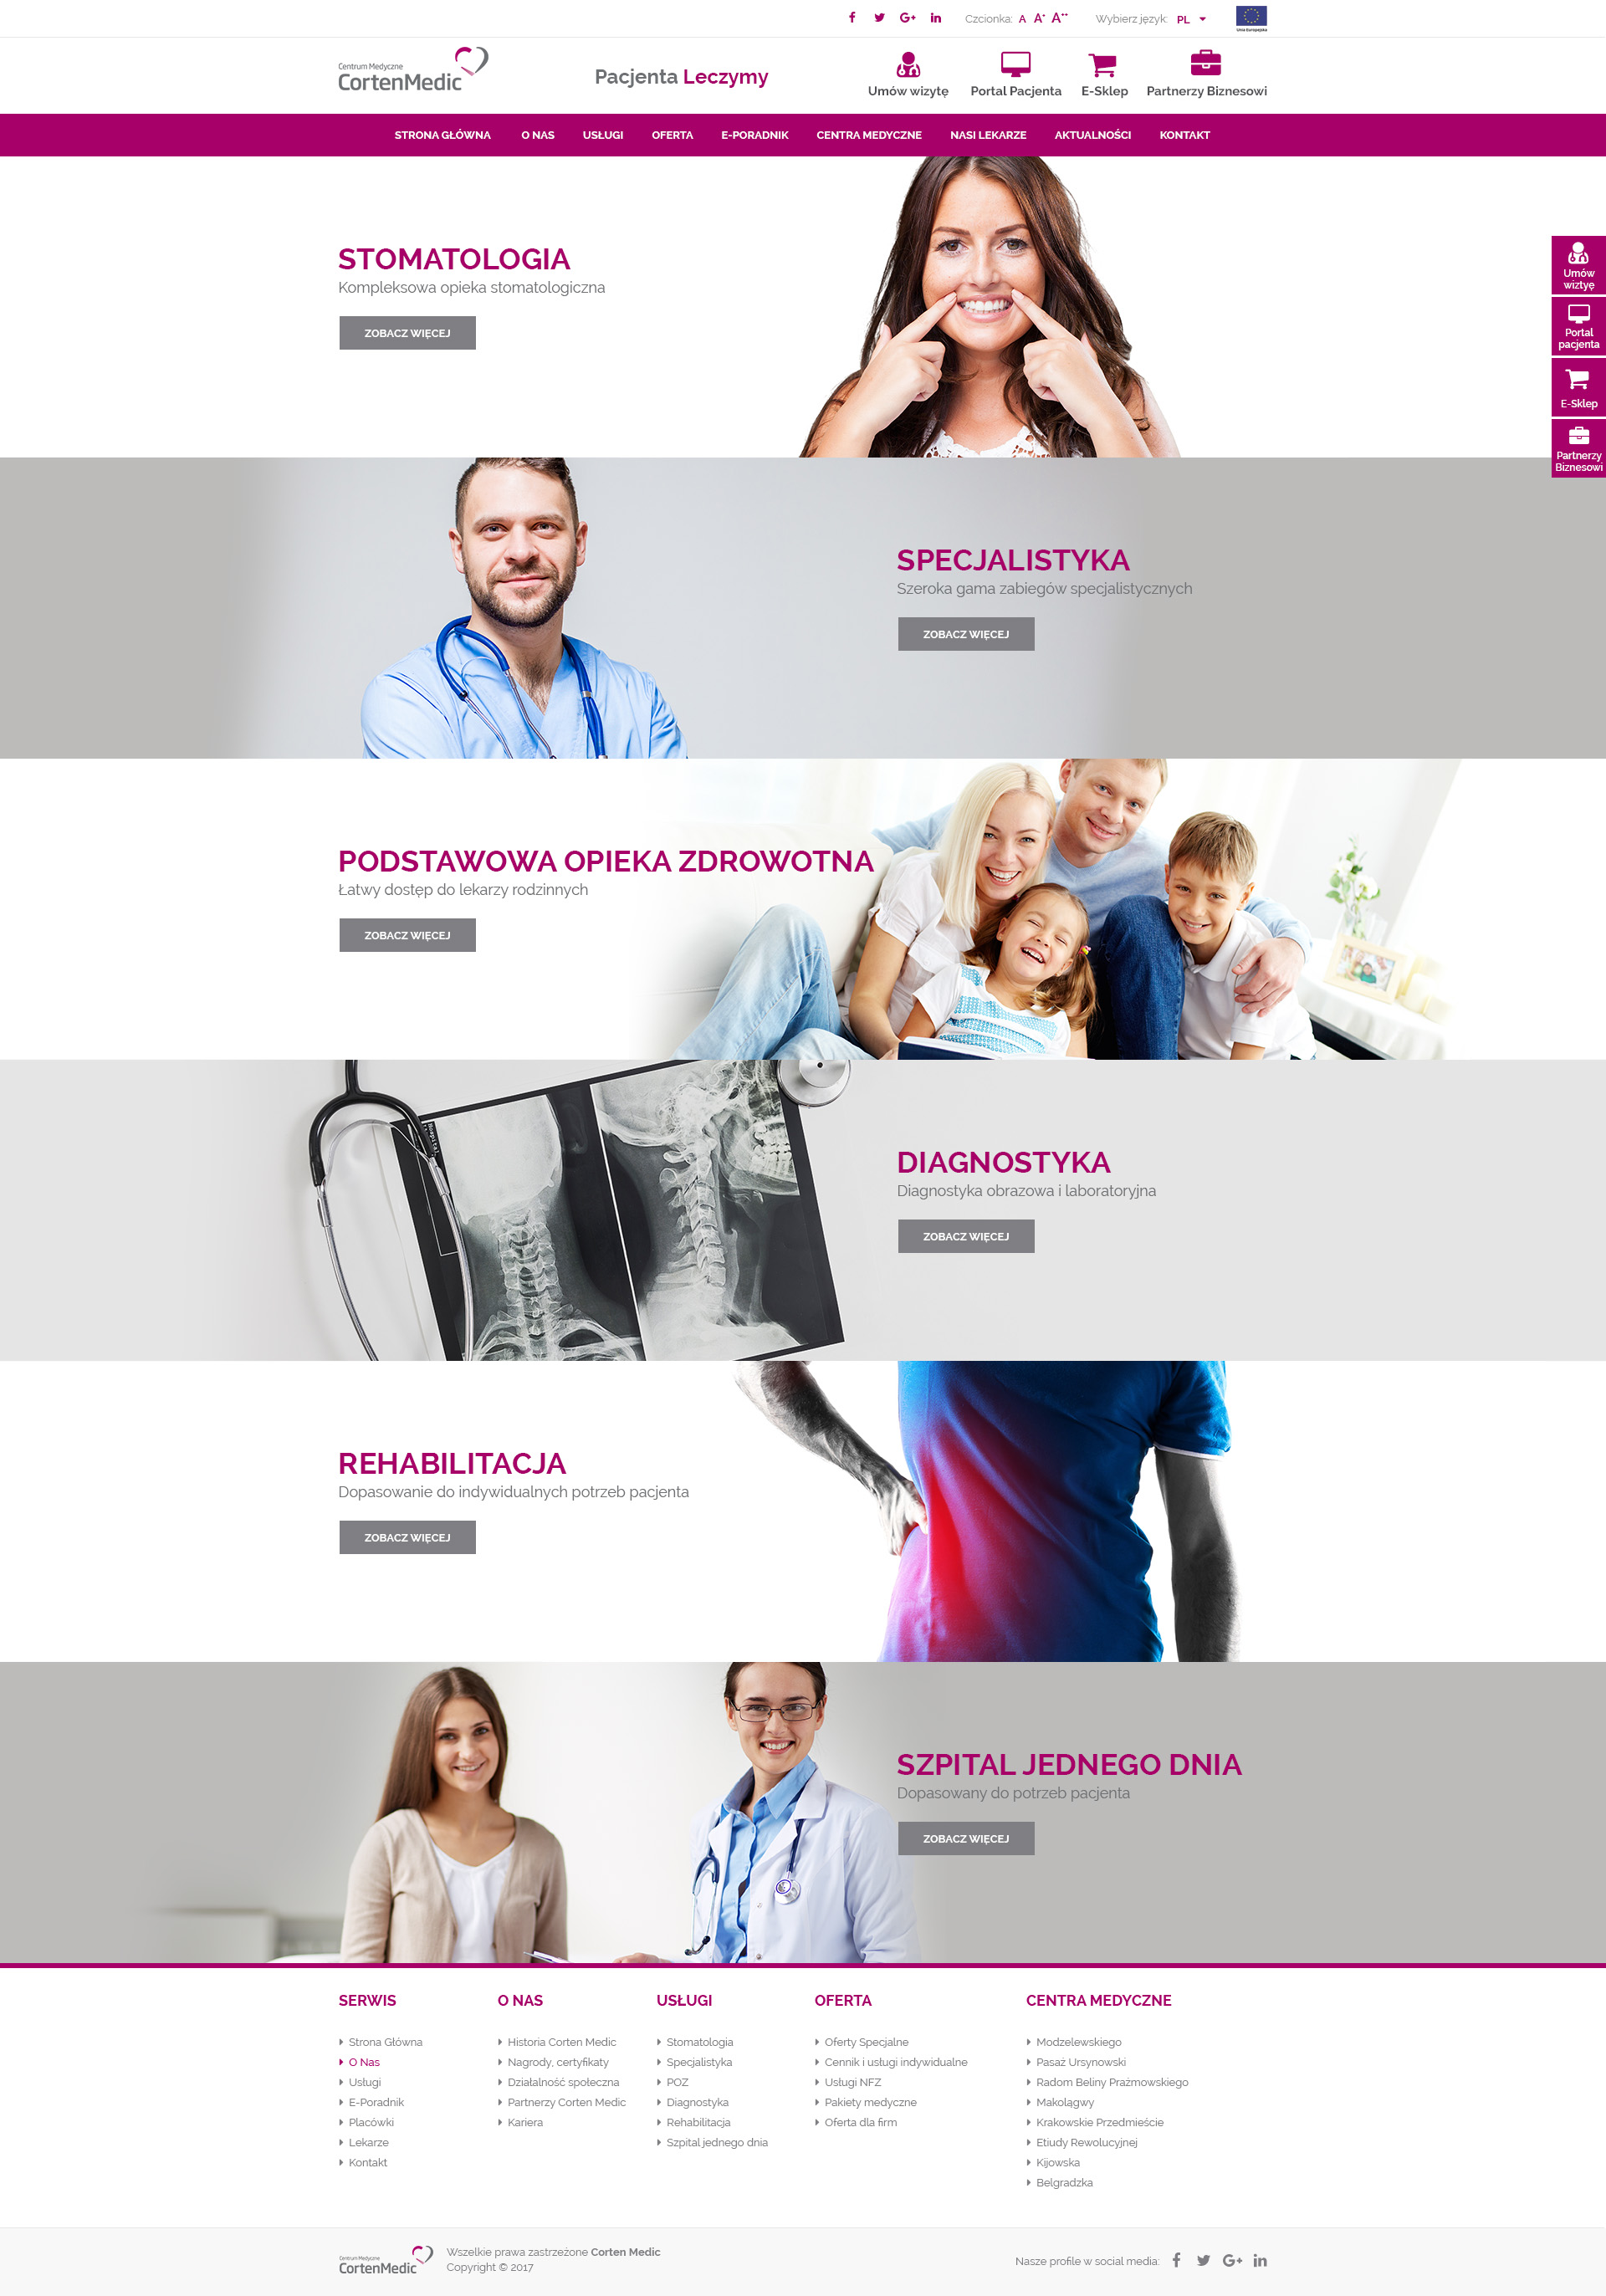 Czcionka: A A+ A++ Wybierz język: PL
Unia Europejska
Centrum Medyczne
CortenMedic
Pacjenta Leczymy
Umów wizytę Portal Pacjenta E-Sklep Partnerzy Biznesowi
STRONA GŁÓWNA O NAS USŁUGI OFERTA E-PORADNIK CENTRA MEDYCZNE NASI LEKARZE AKTUALNOŚCI KONTAKT
STOMATOLOGIA
Kompleksowa opieka stomatologiczna
ZOBACZ WIĘCEJ
Umów
wiztyę
Portal
pacjenta
E-Sklep
Partnerzy
Biznesowi
SPECJALISTYKA
Szeroka gama zabiegów specjalistycznych
ZOBACZ WIĘCEJ
PODSTAWOWA OPIEKA ZDROWOTNA
Łatwy dostęp do lekarzy rodzinnych
ZOBACZ WIĘCEJ
DIAGNOSTYKA
Diagnostyka obrazowa i laboratoryjna
ZOBACZ WIĘCEJ
REHABILITACJA
Dopasowanie do indywidualnych potrzeb pacjenta
ZOBACZ WIĘCEJ
SZPITAL JEDNEGO DNIA
Dopasowany do potrzeb pacjenta
ZOBACZ WIĘCEJ
SERWIS
Strona Główna
O Nas
Usługi
E-Poradnik
Placówki
Lekarze
Kontakt
O NAS
Historia Corten Medic
Nagrody, certyfikaty
Działalność społeczna
Partnerzy Corten Medic
Kariera
USŁUGI
Stomatologia
Specjalistyka
POZ
Diagnostyka
Rehabilitacja
Szpital jednego dnia
OFERTA
Oferty Specjalne
Cennik i usługi indywidualne
Usługi NFZ
Pakiety medyczne
Oferta dla firm
CENTRA MEDYCZNE
Modzelewskiego
Pasaż Ursynowski
Radom Beliny Prażmowskiego
Makolągwy
Krakowskie Przedmieście
Etiudy Rewolucyjnej
Kijowska
Belgradzka
Centrum Medyczne
CortenMedic
Wszelkie prawa zastrzeżone Corten Medic
Copyright © 2017
Nasze profile w social media: